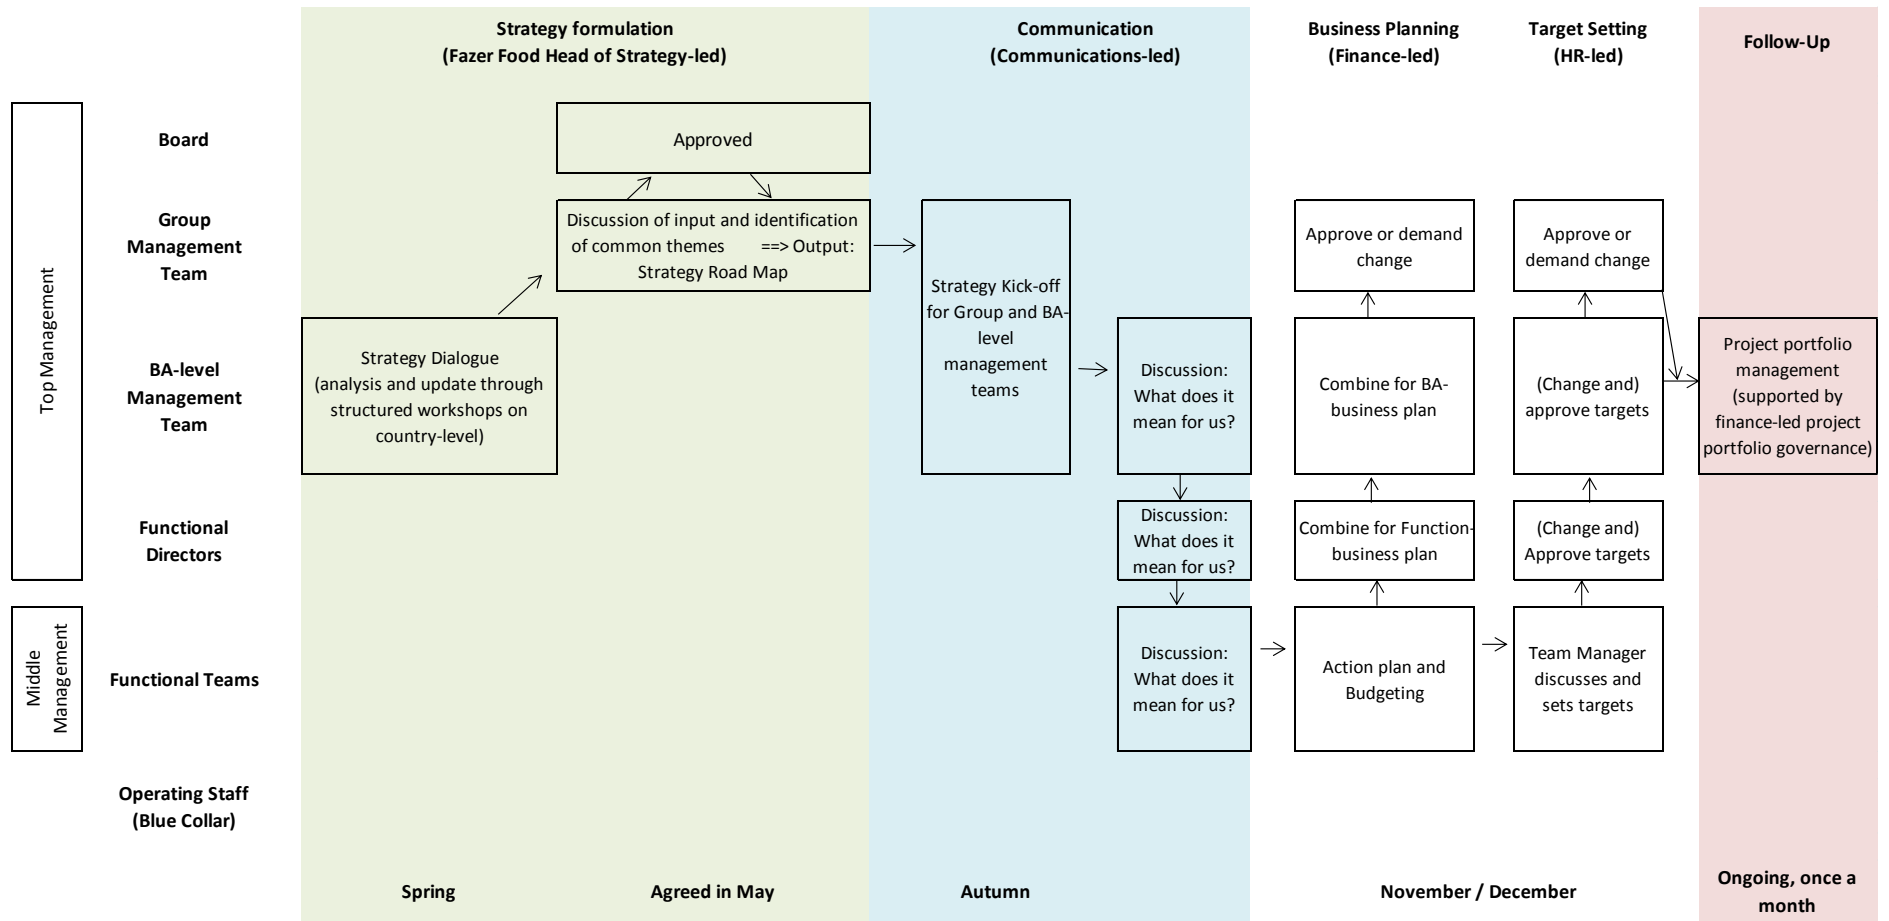 Strategy formulation
(Fazer Food Head of Strategy-led)
Communication
(Communications-led)
Business Planning
(Finance-led)
Target Setting
(HR-led)
Follow-Up
Top Management
Board
Approved
Group
Management
Team
Discussion of input and identification
of common themes ==> Output:
Strategy Road Map
Strategy Kick-off
for Group and BA-
level
management
teams
Approve or demand
change
Approve or
demand change
BA-level
Management
Team
Strategy Dialogue
(analysis and update through
structured workshops on
country-level)
Discussion:
What does it
mean for us?
Combine for BA-
business plan
(Change and)
approve targets
Project portfolio
management
(supported by
finance-led project
portfolio governance)
Functional
Directors
Discussion:
What does it
mean for us?
Combine for Function-
business plan
(Change and)
Approve targets
Middle
Management
Functional Teams
Discussion:
What does it
mean for us?
Action plan and
Budgeting
Team Manager
discusses and
sets targets
Operating Staff
(Blue Collar)
Spring
Agreed in May
Autumn
November / December
Ongoing, once a
month